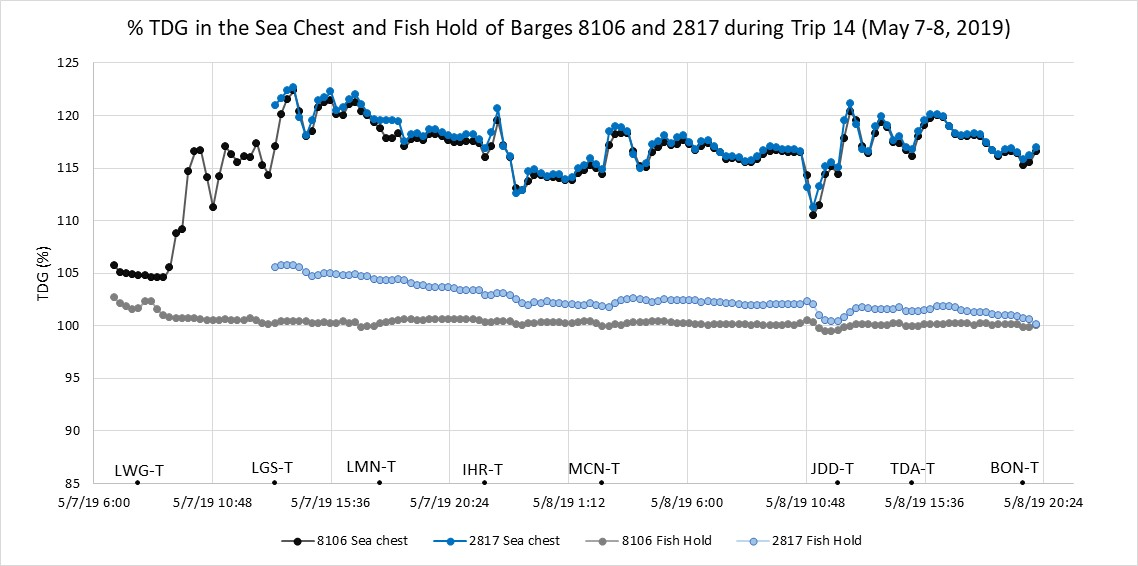 % TDG in the Sea Chest and Fish Hold of Barges 8106 and 2817 during Trip 14 (May 7-8, 2019)
TDG (%)
125
120
115
110
105
100
95
90
85
LWG-T LGS-T LMN-T IHR-T MCN-T JDD-T TDA-T BON-T
5/7/19 6:00 5/7/19 10:48 5/7/19 15:36 5/7/19 20:24 5/8/19 1:12 5/8/19 6:00 5/8/19 10:48 5/8/19 15:36 5/8/19 20:24
8106 Sea chest 2817 Sea chest 8106 Fish Hold 2817 Fish Hold